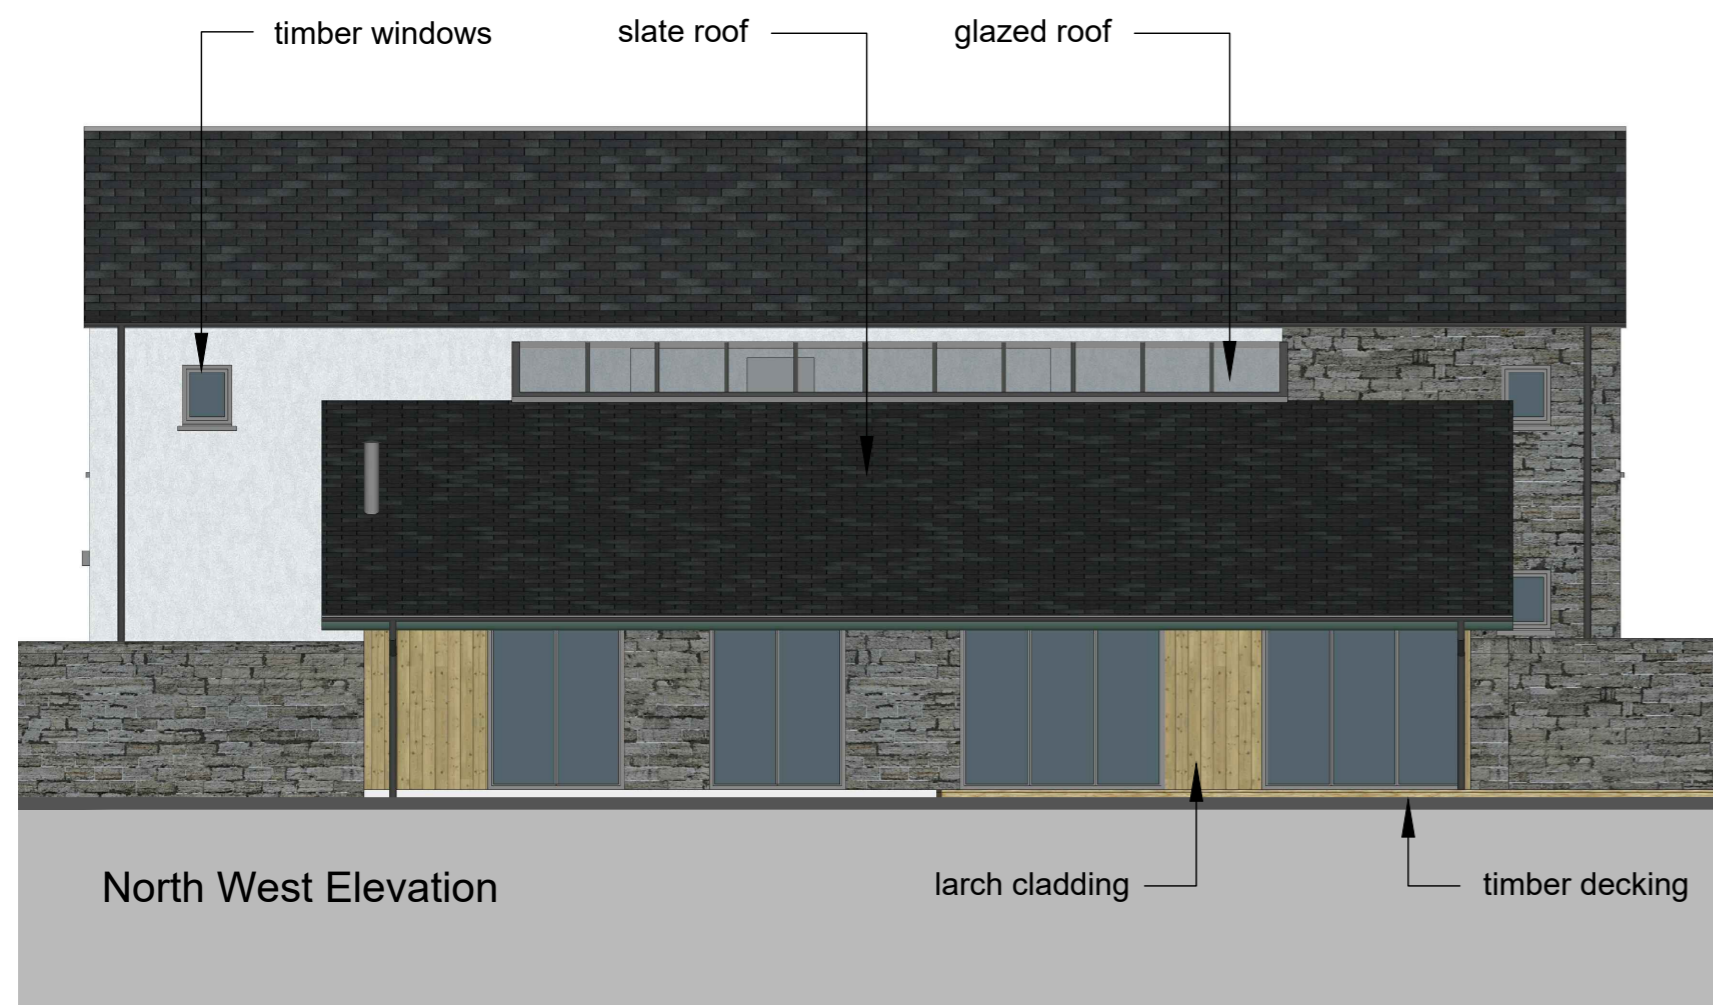 timber windows
slate roof
glazed roof
North West Elevation
larch cladding
timber decking